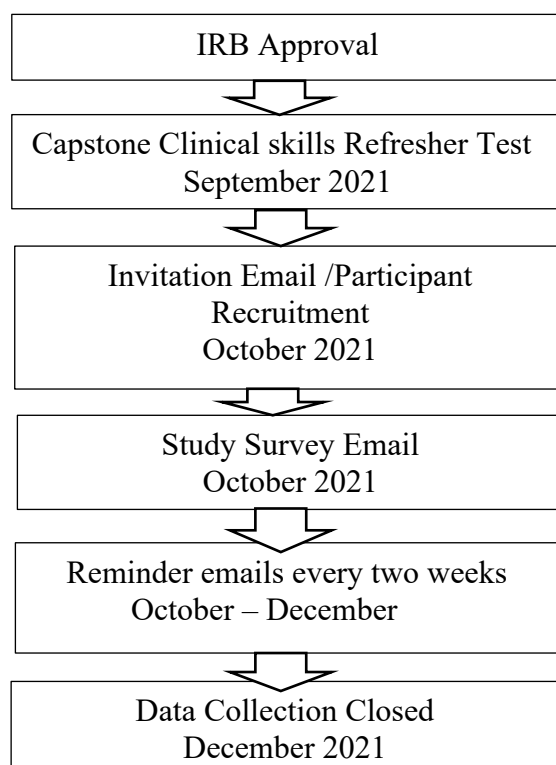 IRB Approval
Capstone Clinical skills Refresher Test
September 2021
Invitation Email /Participant
Recruitment
October 2021
Study Survey Email
October 2021
Reminder emails every two weeks
October – December
Data Collection Closed
December 2021